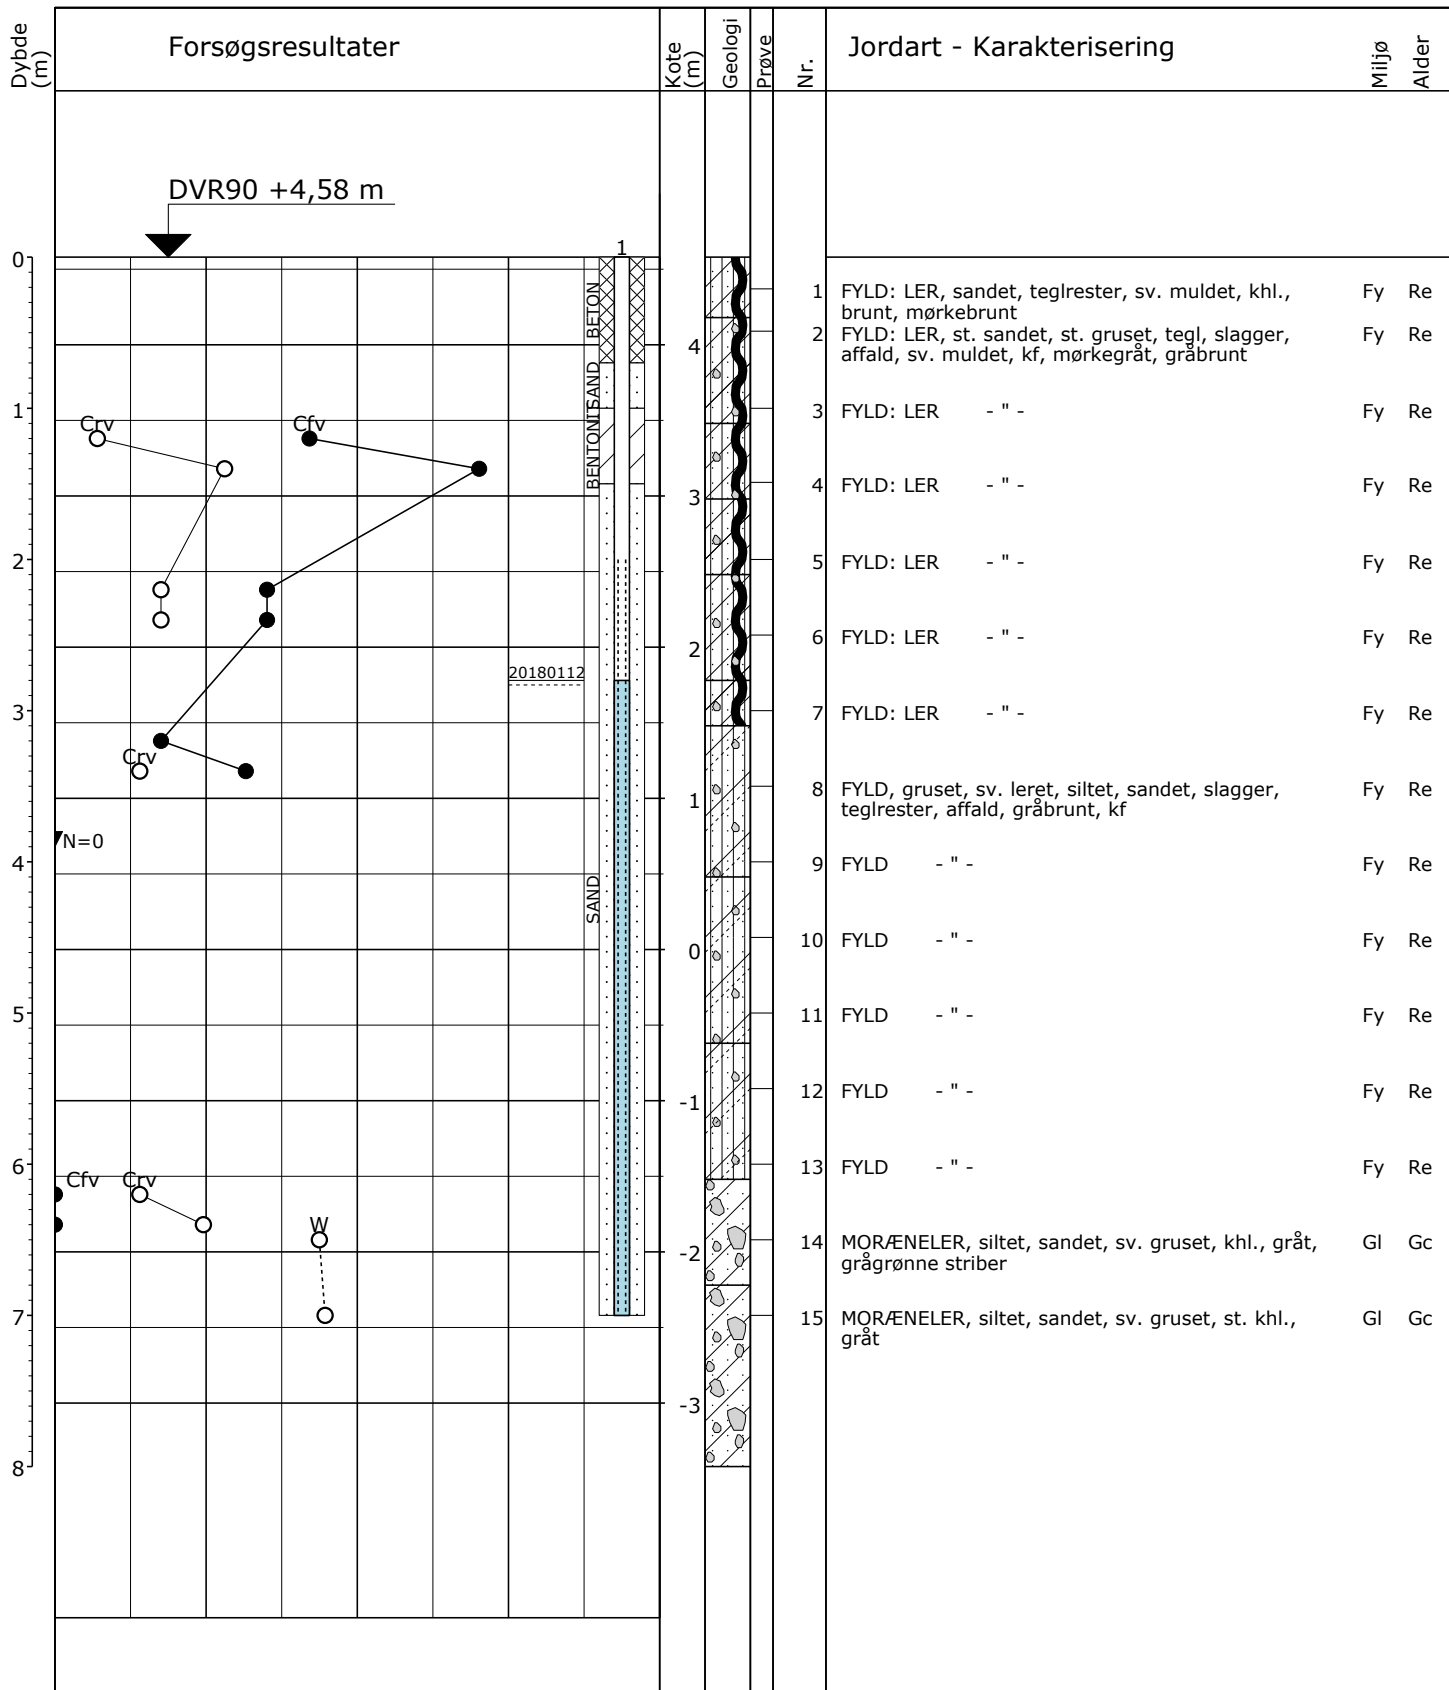 Dybde (m)
Forsøgsresultater
Kote (m)
Geologi
Prøve
Nr.
Jordart - Karakterisering
Miljø
Alder
DVR90 +4,58 m
1
0
1
2
3
4
5
6
7
8
BETON
SAND
BENTONIT
SAND
Crv
Cfv
20180112
Crv
N=0
Cfv
Crv
W
4
3
2
1
0
-1
-2
-3
1 FYLD: LER, sandet, teglrester, sv. muldet, khl., Fy Re
brunt, mørkebrunt
2 FYLD: LER, st. sandet, st. gruset, tegl, slagger, Fy Re
affald, sv. muldet, kf, mørkegråt, gråbrunt
3 FYLD: LER - " - Fy Re
4 FYLD: LER - " - Fy Re
5 FYLD: LER - " - Fy Re
6 FYLD: LER - " - Fy Re
7 FYLD: LER - " - Fy Re
8 FYLD, gruset, sv. leret, siltet, sandet, slagger, Fy Re
teglrester, affald, gråbrunt, kf
9 FYLD - " - Fy Re
10 FYLD - " - Fy Re
11 FYLD - " - Fy Re
12 FYLD - " - Fy Re
13 FYLD - " - Fy Re
14 MORÆNELER, siltet, sandet, sv. gruset, khl., gråt, Gl Gc
grågrønne striber
15 MORÆNELER, siltet, sandet, sv. gruset, st. khl., Gl Gc
gråt